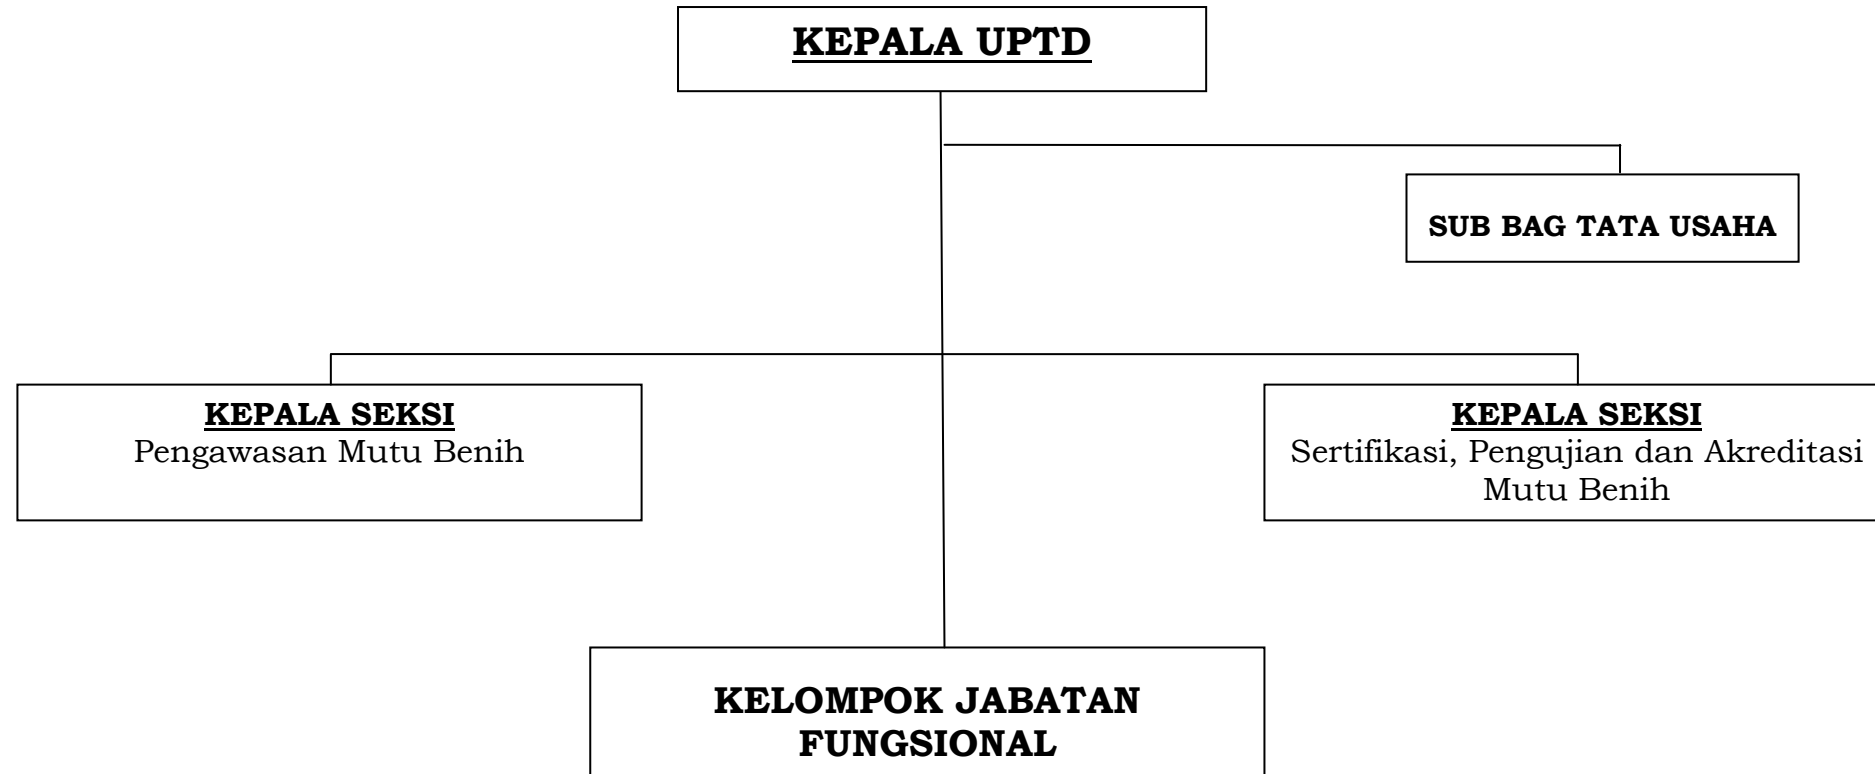 KEPALA UPTD
SUB BAG TATA USAHA
KEPALA SEKSI
Pengawasan Mutu Benih
KEPALA SEKSI
Sertifikasi, Pengujian dan Akreditasi
Mutu Benih
KELOMPOK JABATAN
FUNGSIONAL